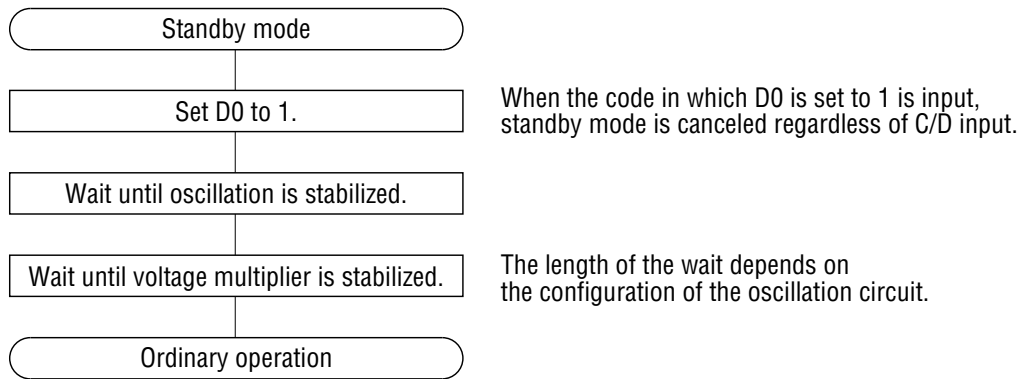 Standby mode
Set D0 to 1.
When the code in which D0 is set to 1 is input,
standby mode is canceled regardless of C/D input.
Wait until oscillation is stabilized.
Wait until voltage multiplier is stabilized.
The length of the wait depends on
the configuration of the oscillation circuit.
Ordinary operation